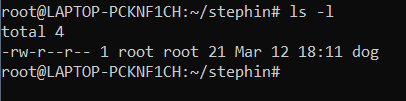 root@LAPTOP-PCKNF1CH:~/stephin# ls -l
total 4
-rw-r--r-- 1 root root 21 Mar 12 18:11 dog
root@LAPTOP-PCKNF1CH:~/stephin#